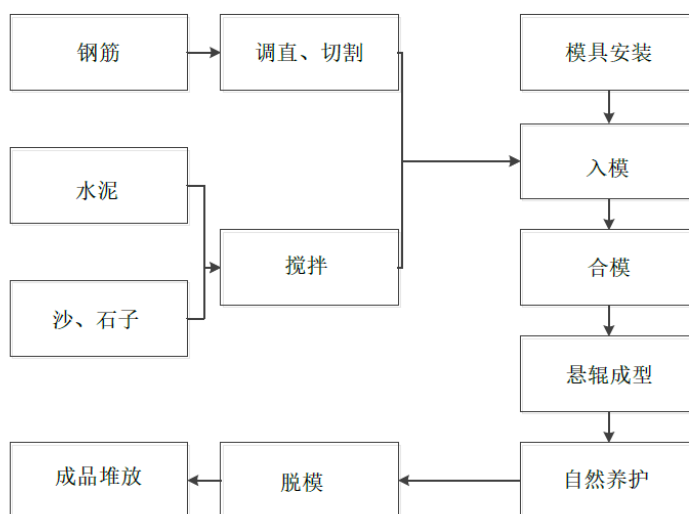 钢筋
调直、切割
模具安装
水泥
入模
搅拌
合模
沙、石子
悬辊成型
成品堆放
脱模
自然养护